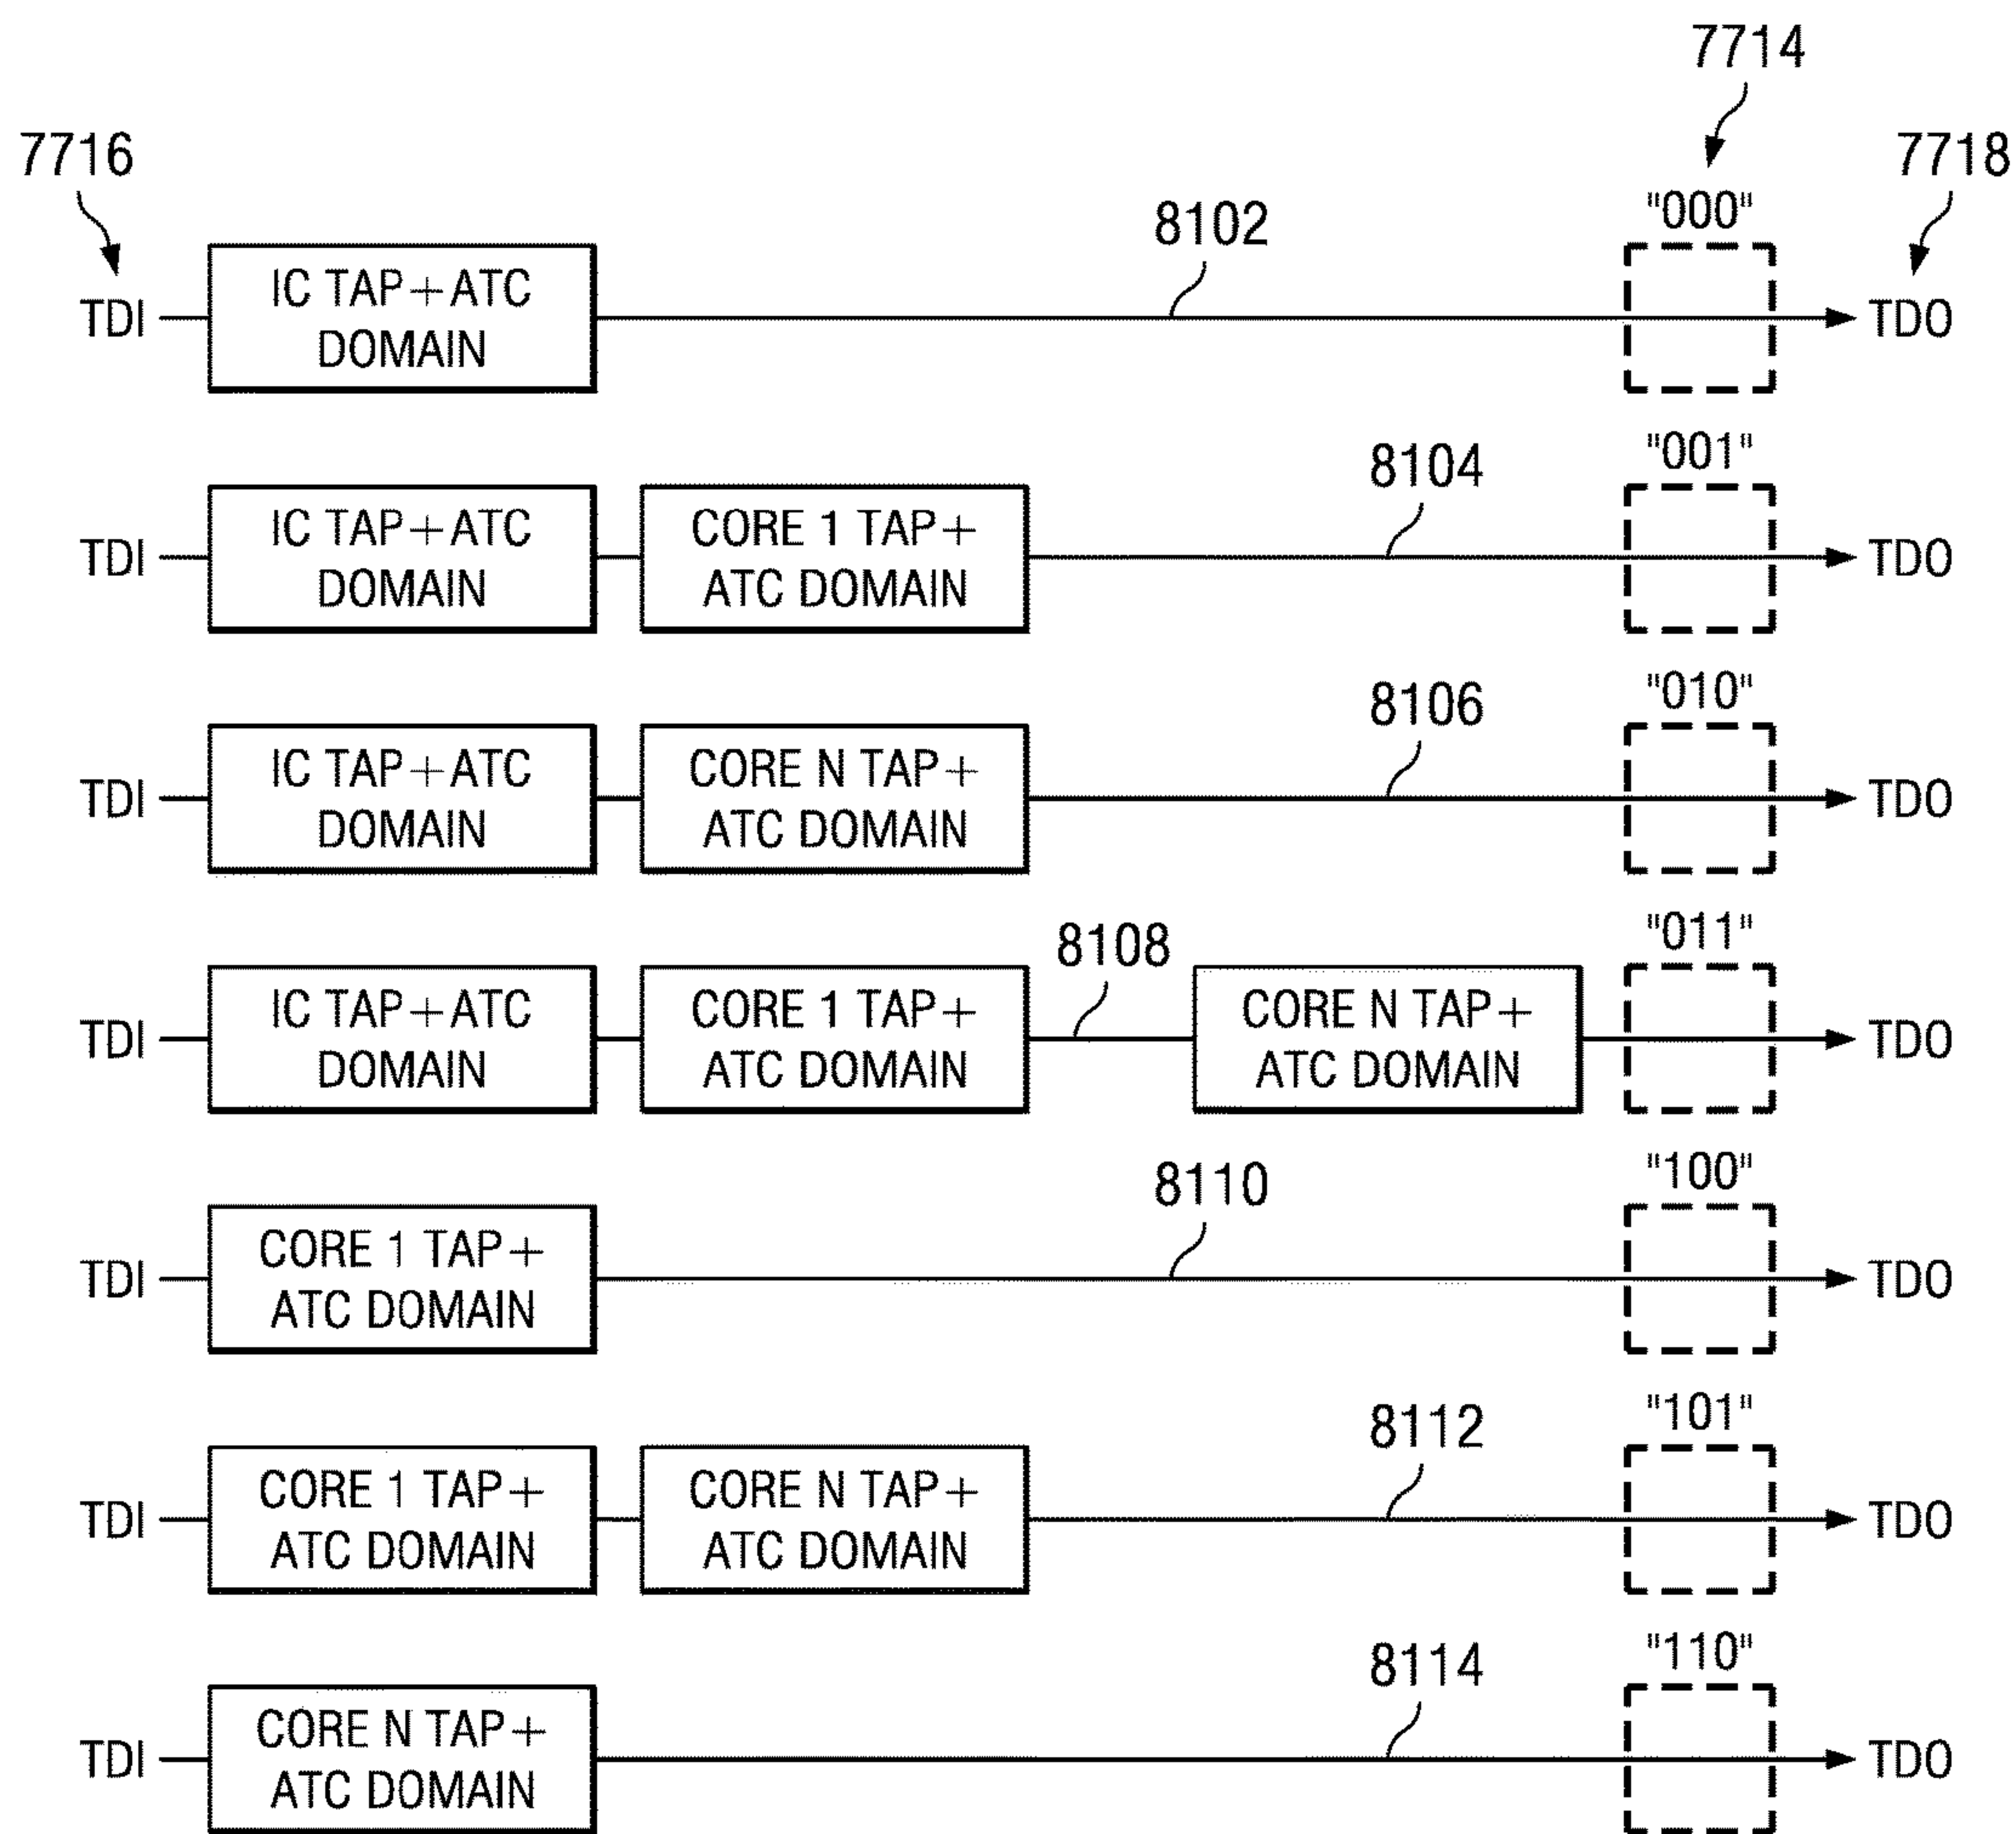 7714
7716
7718
"000"
8102
TDI
IC TAP+ATC
DOMAIN
TDO
"001"
8104
TDI
IC TAP+ATC
DOMAIN
CORE 1 TAP+
ATC DOMAIN
TDO
"010"
8106
TDI
IC TAP+ATC
DOMAIN
CORE N TAP+
ATC DOMAIN
TDO
"011"
8108
TDI
IC TAP+ATC
DOMAIN
CORE 1 TAP+
ATC DOMAIN
CORE N TAP+
ATC DOMAIN
TDO
"100"
8110
TDI
CORE 1 TAP+
ATC DOMAIN
TDO
"101"
8112
TDI
CORE 1 TAP+
ATC DOMAIN
CORE N TAP+
ATC DOMAIN
TDO
"110"
8114
TDI
CORE N TAP+
ATC DOMAIN
TDO